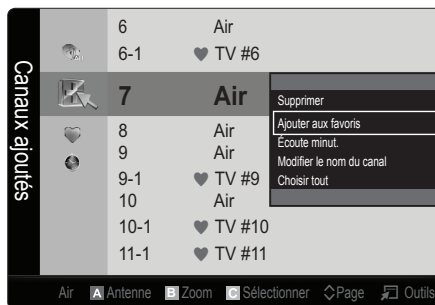 Canaux ajoutés
6 Air
6-1 ♥ TV #6
7 Air
8 Air
9 Air
9-1 ♥ TV #9
10 Air
10-1 ♥ TV #10
11-1 ♥ TV #11
Supprimer
Ajouter aux favoris
Écoute minut.
Modifier le nom du canal
Choisir tout
Air A Antenne B Zoom C Sélectionner Page Outils